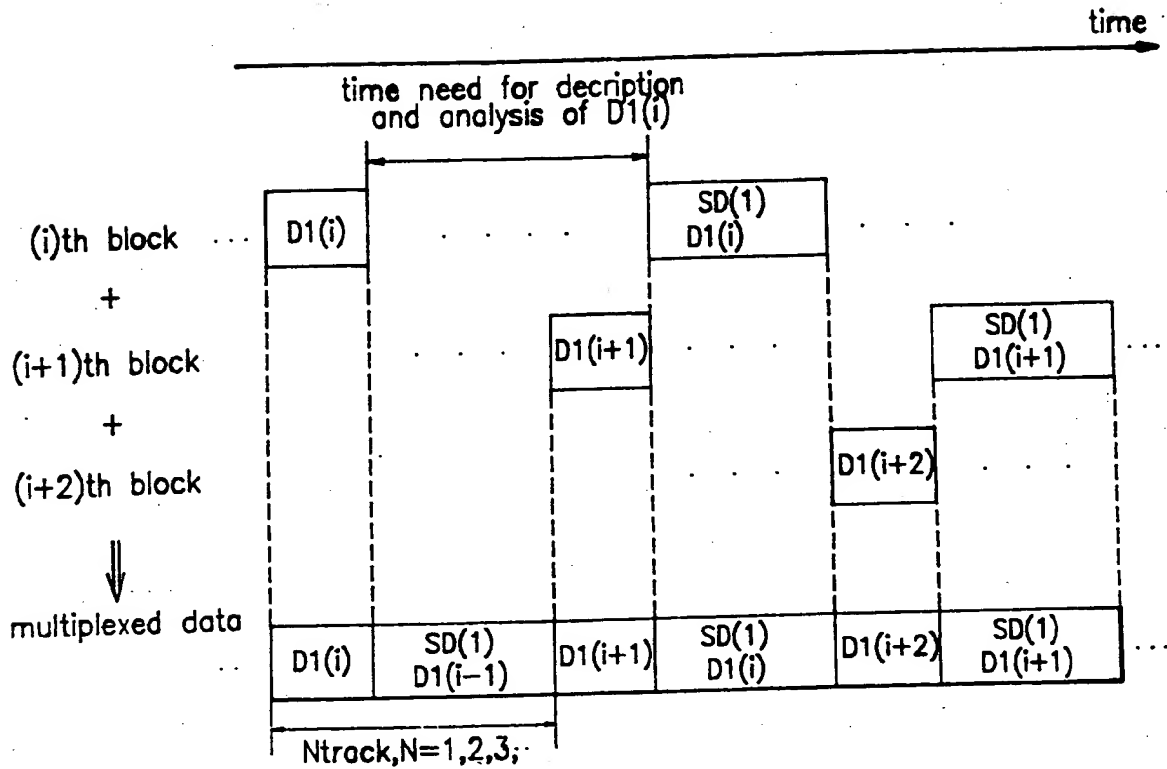 time
time need for decription
and analysis of D1(i)
(i)th block ... D1(i) . . . . SD(1) . . .
D1(i)
+
(i+1)th block . . . D1(i+1) . . . SD(1) ...
D1(i+1)
+
(i+2)th block . . . D1(i+2) . . .
⇓
multiplexed data
.. D1(i) SD(1) D1(i+1) SD(1) D1(i+2) SD(1) ...
D1(i-1) D1(i) D1(i+1)
Ntrack,N=1,2,3,..